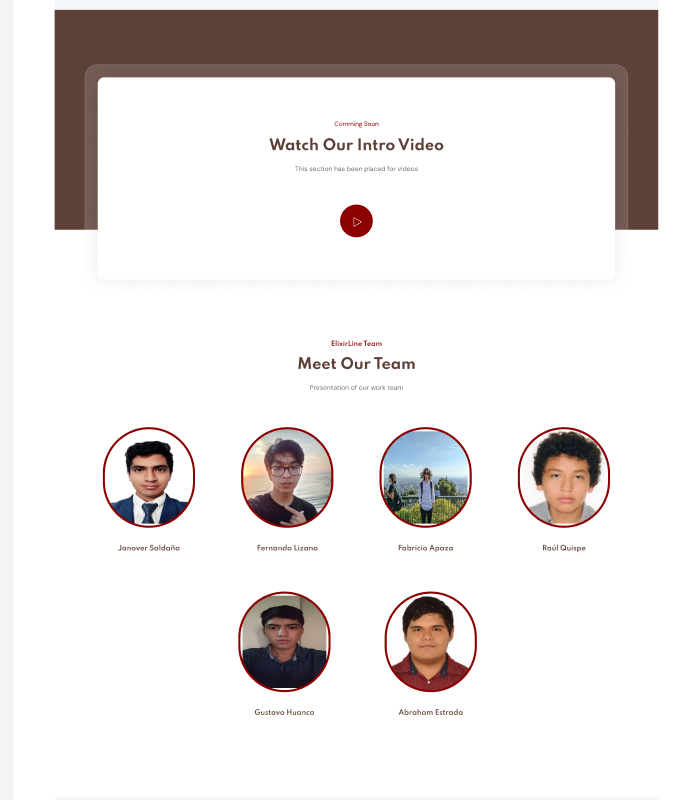 Comming Soon
Watch Our Intro Video
This section has been placed for videos
ElixirLine Team
Meet Our Team
Presentation of our work team
Janover Saldaña
Fernando Lizano
Fabricio Apaza
Raúl Quispe
Gustavo Huanca
Abraham Estrada